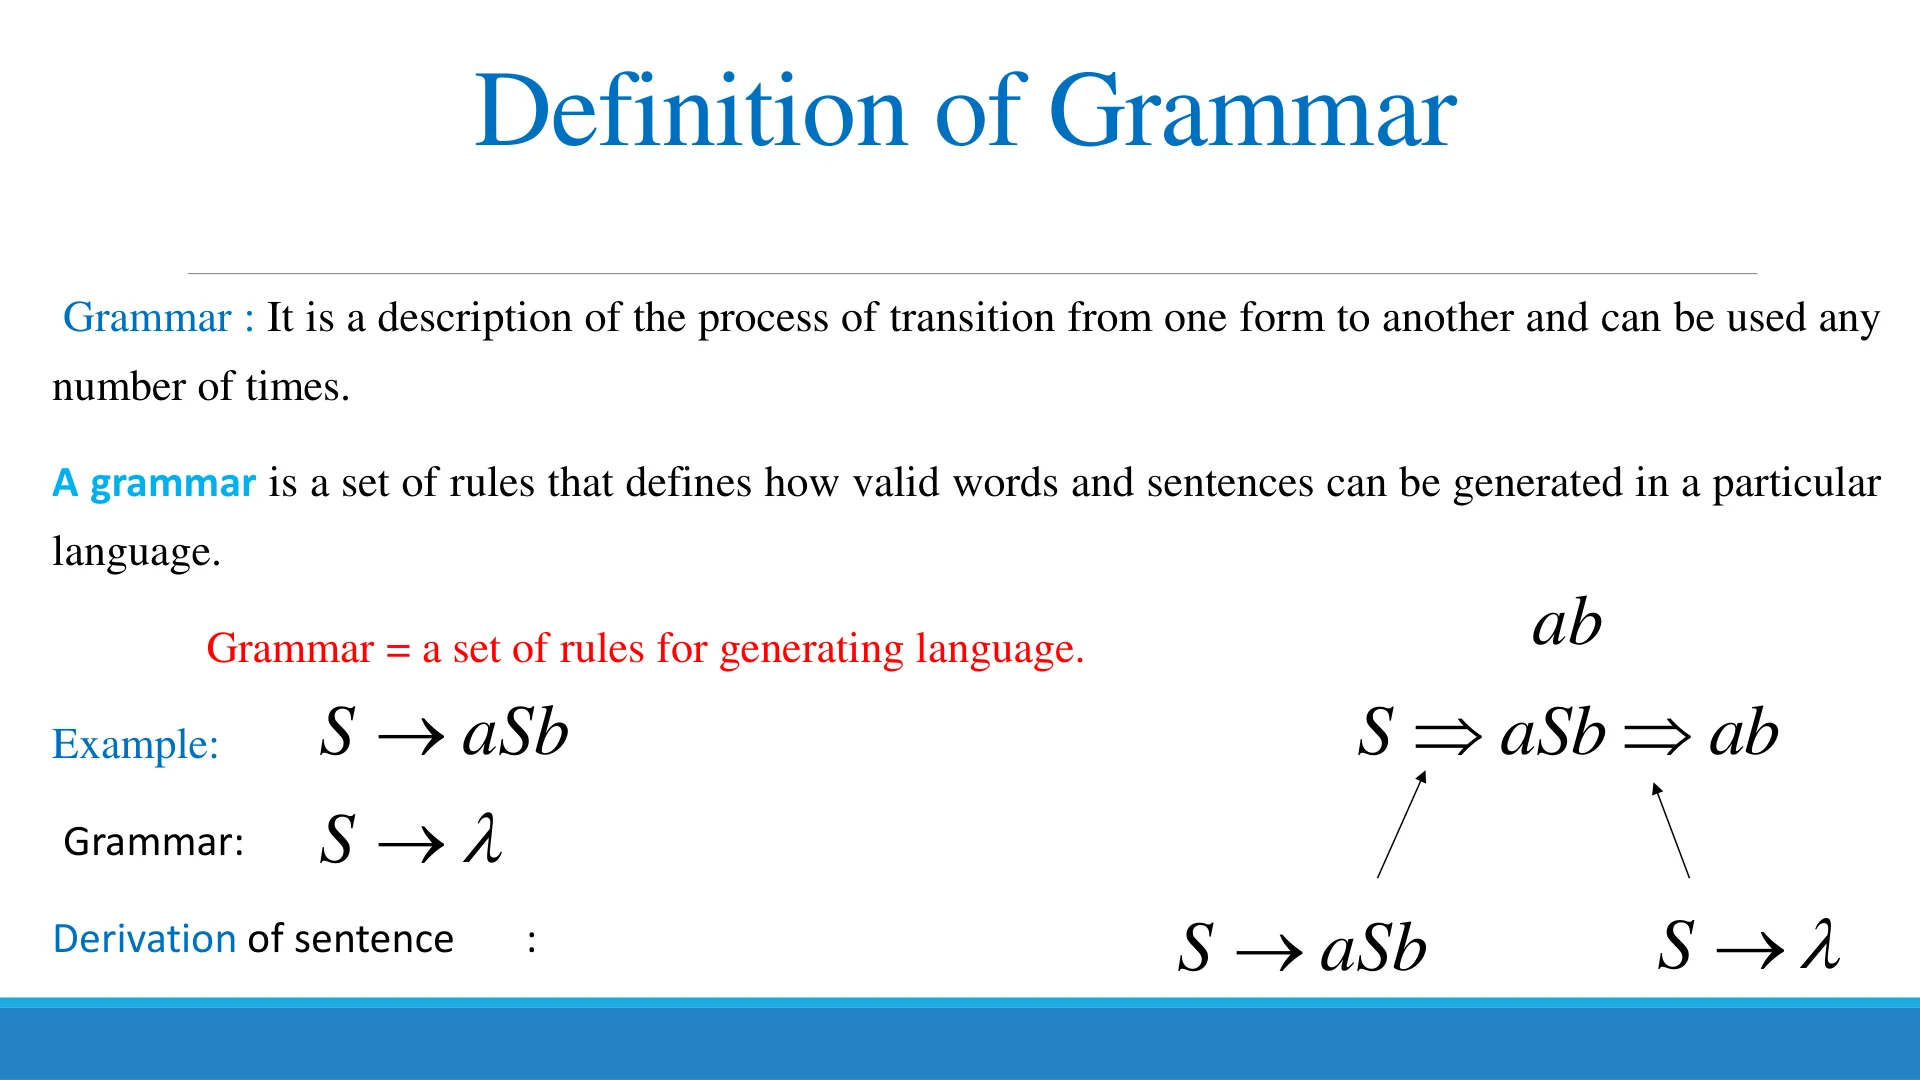 Definition of Grammar
Grammar : It is a description of the process of transition from one form to another and can be used any
number of times.
A grammar is a set of rules that defines how valid words and sentences can be generated in a particular
language.
Grammar = a set of rules for generating language.
Example: S → aSb
Grammar: S → λ
Derivation of sentence :
ab
S ⇒ aSb ⇒ ab
S → aSb S → λ